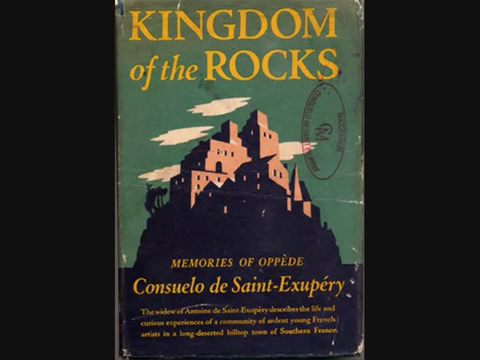 KINGDOM
of the ROCKS
MEMORIES OF OPPÈDE
Consuelo de Saint-Exupéry
The widow of Antoine de Saint-Exupéry describes the life and
curious experiences of a community of ardent young French
artists in a long-deserted hilltop town of Southern France.